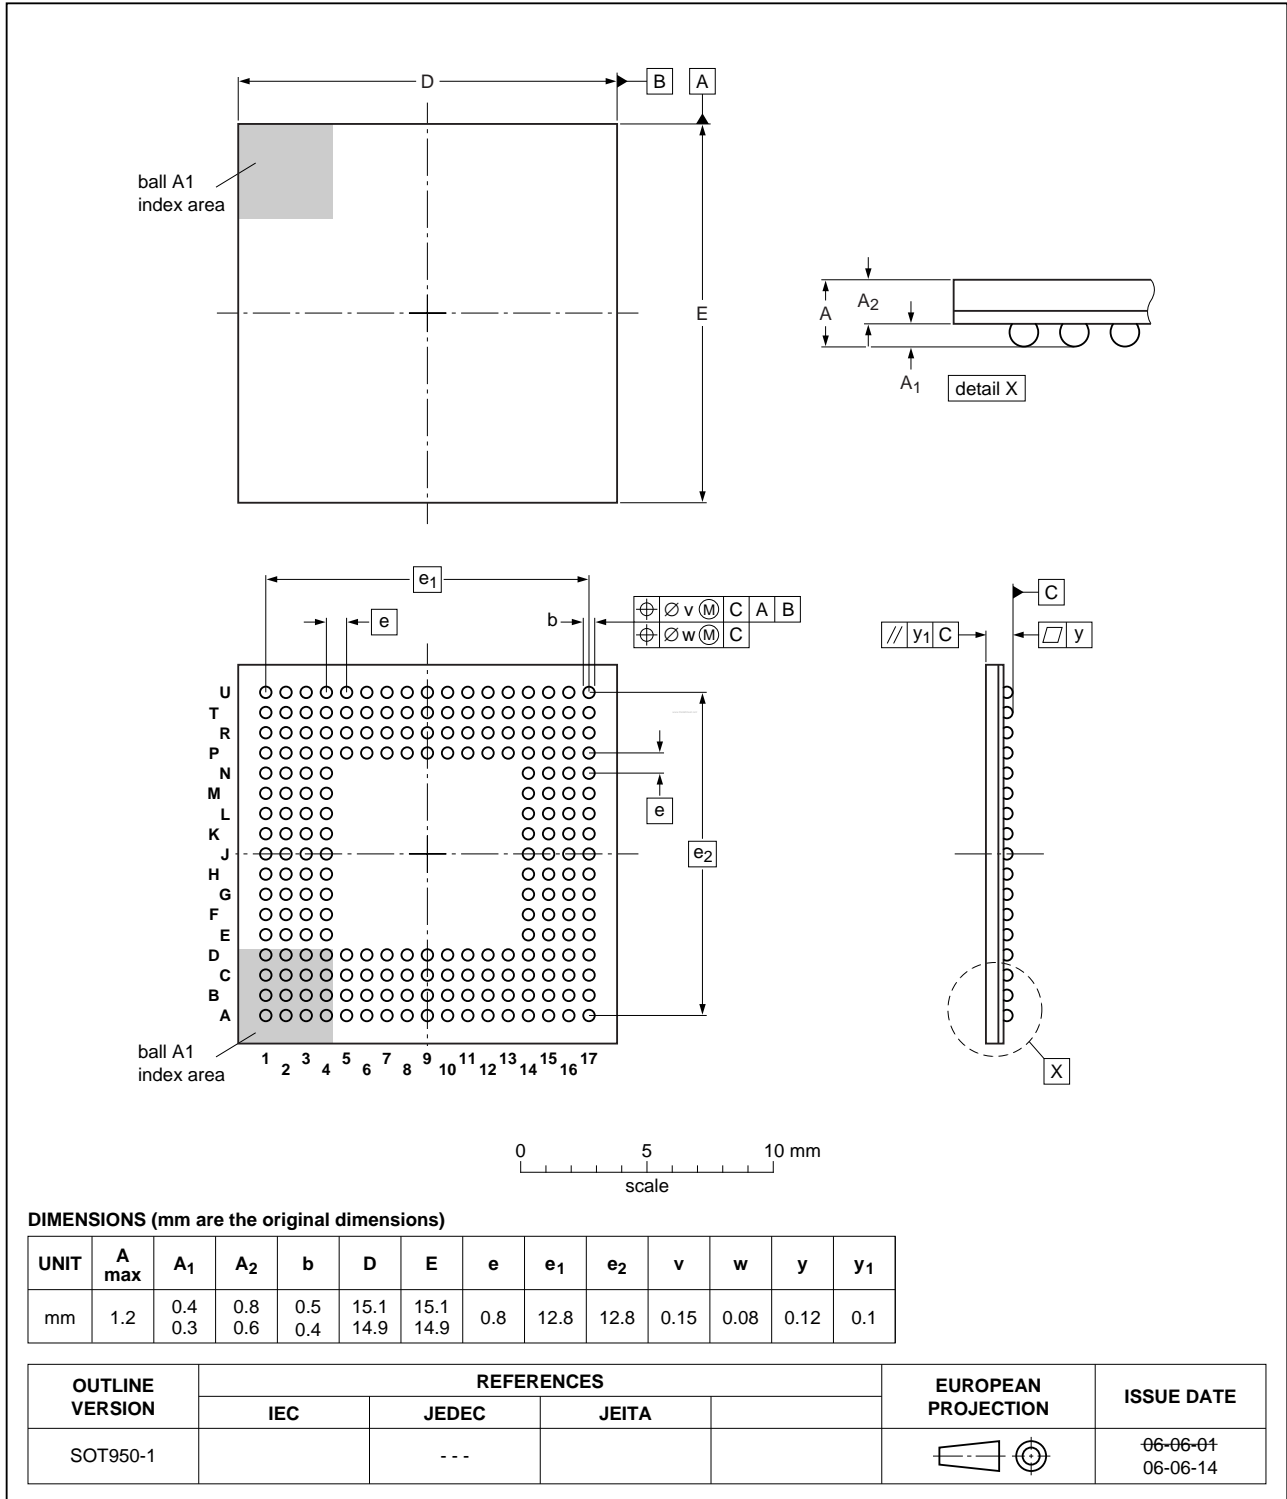 D
B
A
ball A1
index area
E
A
A2
A1
detail X
e1
e
b
⌖ ∅ v Ⓜ C A B
⌖ ∅ w Ⓜ C
C
// y1 C
▱ y
U
T
R
P
N
M
L
K
J
H
G
F
E
D
C
B
A
e
e2
ball A1
index area
1 2 3 4 5 6 7 8 9 10 11 12 13 14 15 16 17
X
0 5 10 mm
scale
DIMENSIONS (mm are the original dimensions)
UNIT A max A1 A2 b D E e e1 e2 v w y y1
mm 1.2 0.4 0.3 0.8 0.6 0.5 0.4 15.1 14.9 15.1 14.9 0.8 12.8 12.8 0.15 0.08 0.12 0.1
OUTLINE VERSION REFERENCES EUROPEAN PROJECTION ISSUE DATE
IEC JEDEC JEITA
SOT950-1 - - - 06-06-01
06-06-14